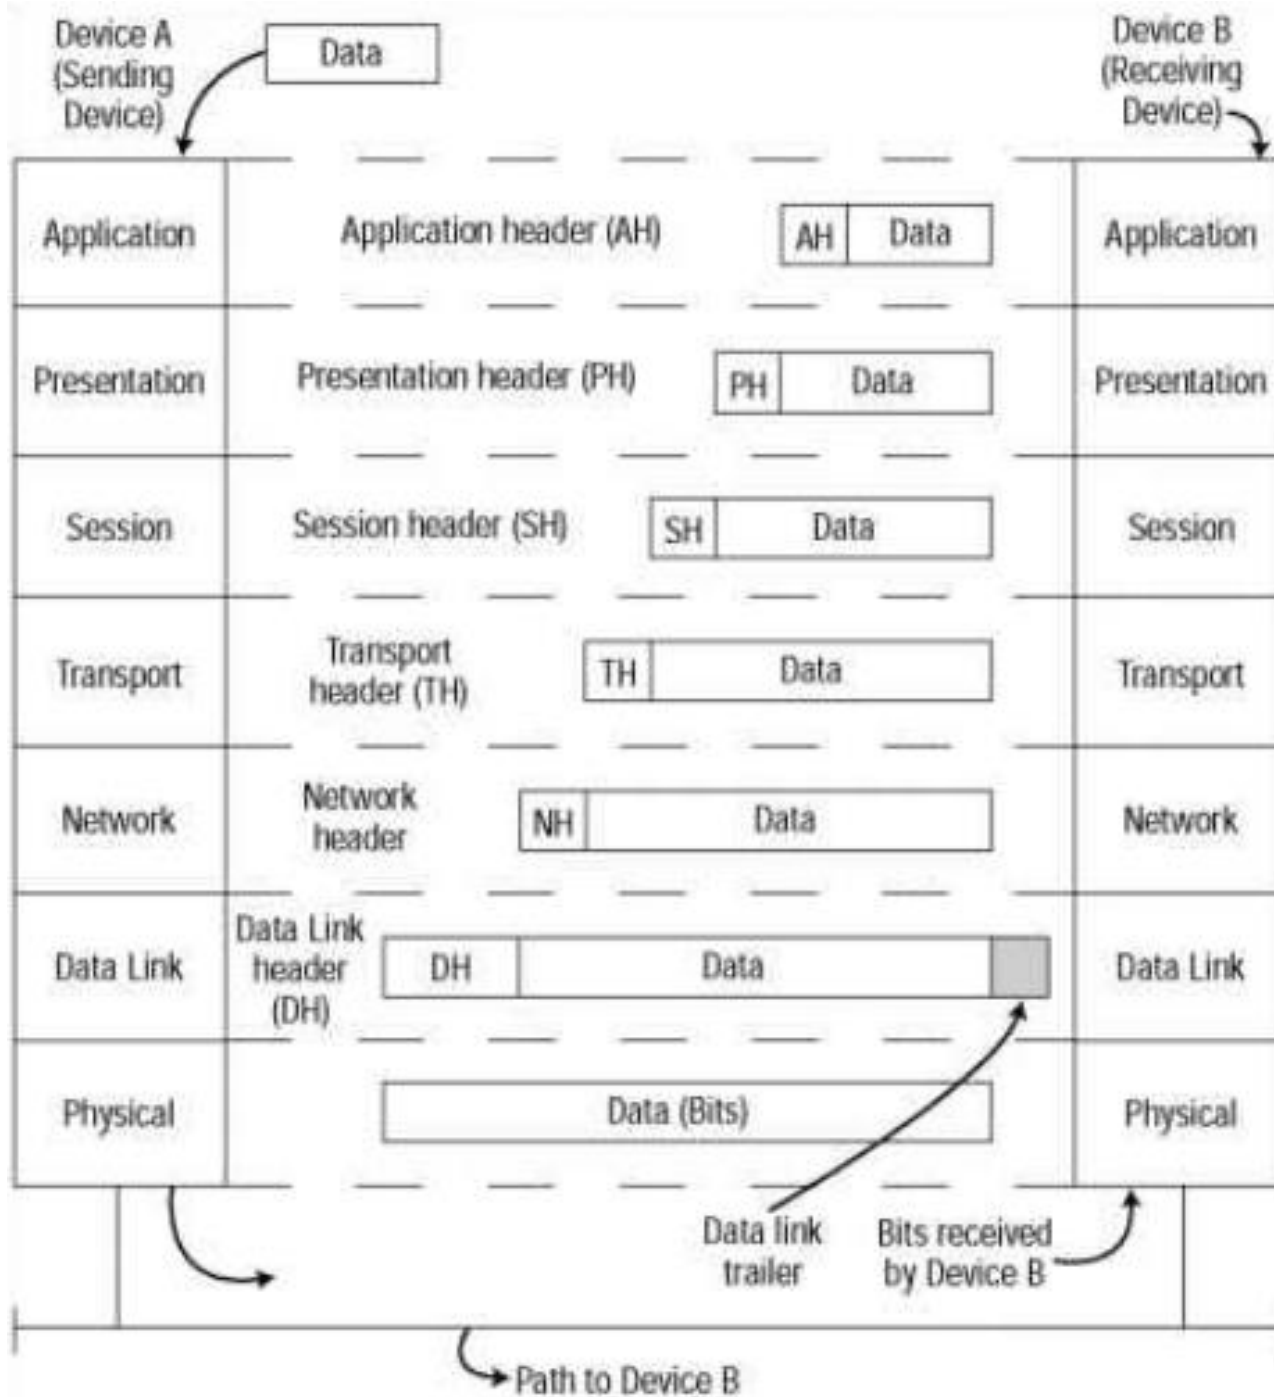 Device A
(Sending
Device)
Data
Device B
(Receiving
Device)
Application
Application header (AH)
AH
Data
Application
Presentation
Presentation header (PH)
PH
Data
Presentation
Session
Session header (SH)
SH
Data
Session
Transport
Transport
header (TH)
TH
Data
Transport
Network
Network
header
NH
Data
Network
Data Link
Data Link
header
(DH)
DH
Data
Data Link
Physical
Data (Bits)
Physical
Data link
trailer
Bits received
by Device B
Path to Device B